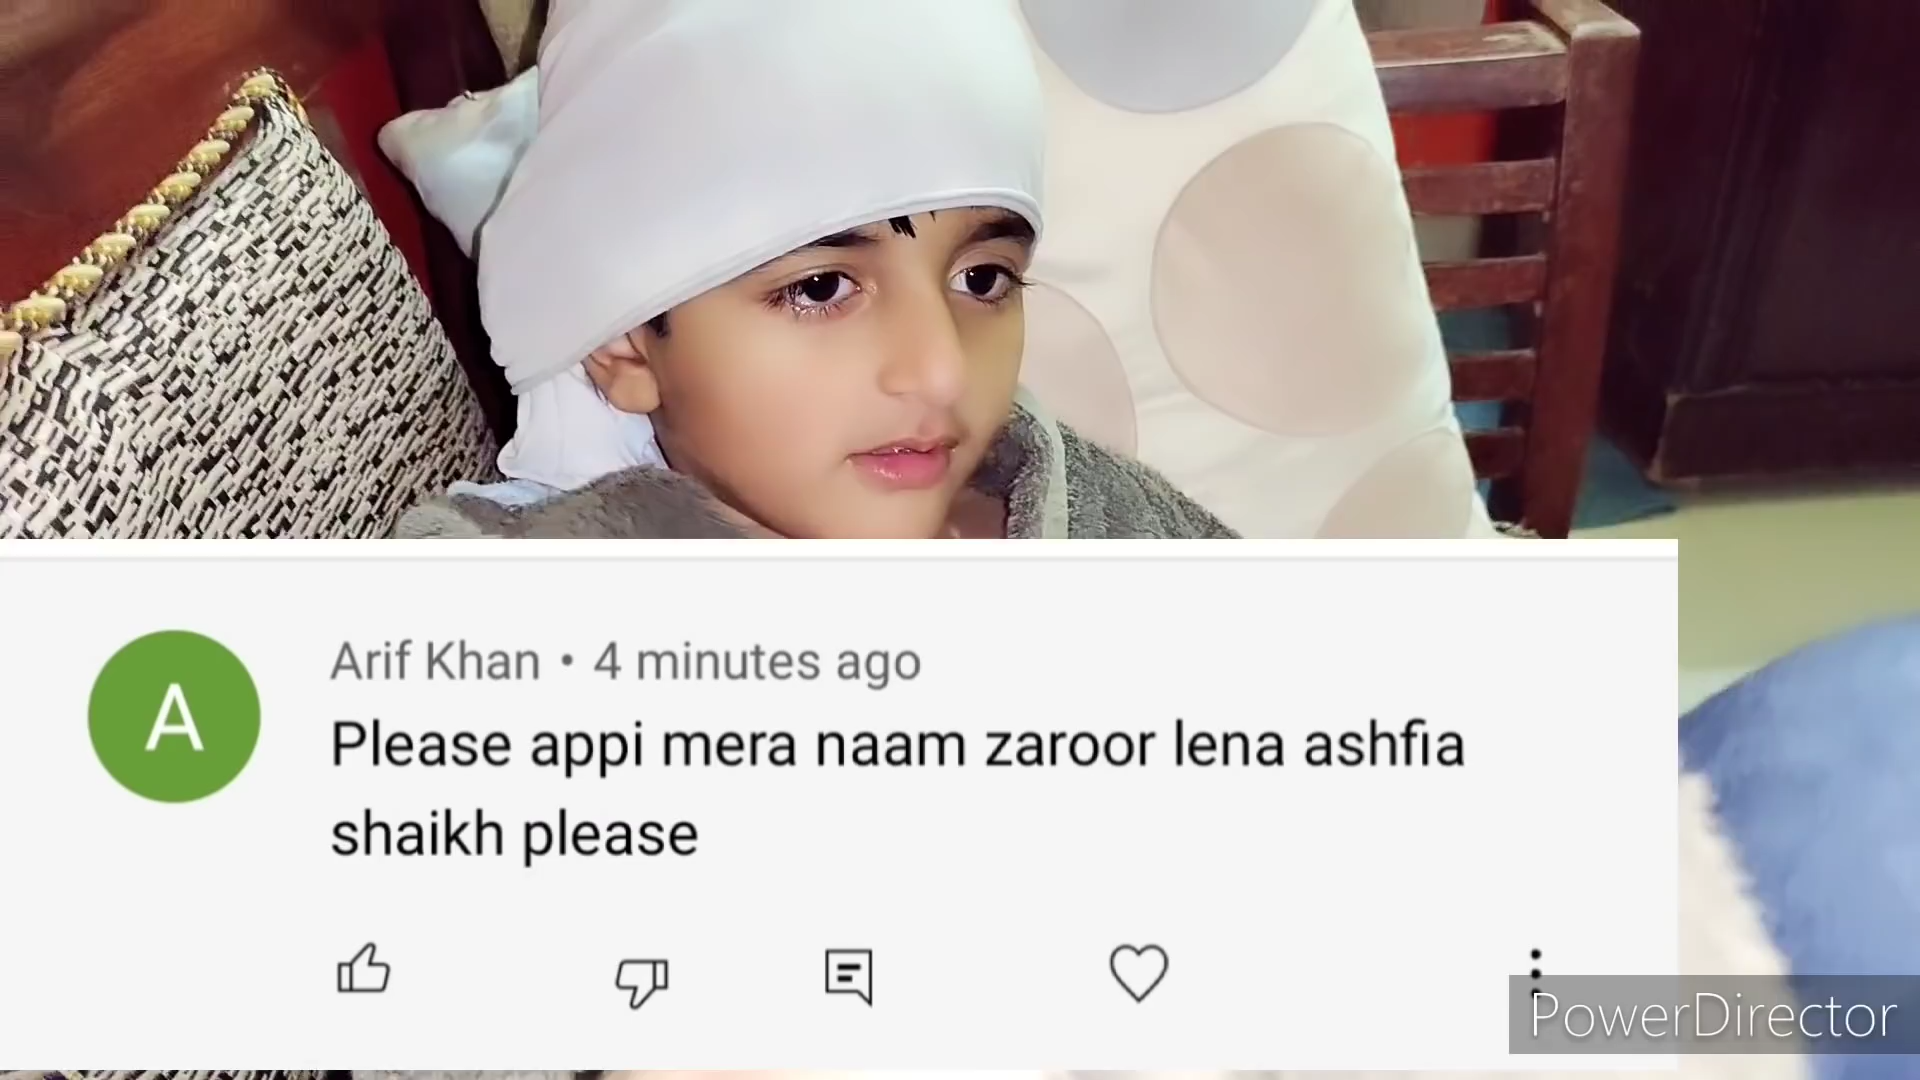 A
Arif Khan • 4 minutes ago
Please appi mera naam zaroor lena ashfia
shaikh please
PowerDirector